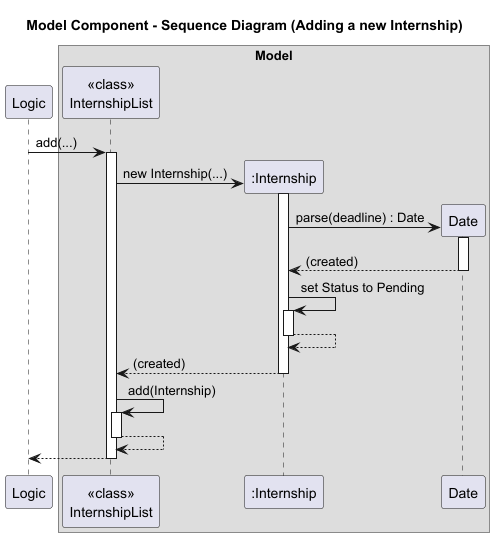 Model Component - Sequence Diagram (Adding a new Internship)
Model
Logic
«class»
InternshipList
add(...)
new Internship(...)
:Internship
parse(deadline) : Date
Date
(created)
set Status to Pending
(created)
add(Internship)
Logic
«class»
InternshipList
:Internship
Date